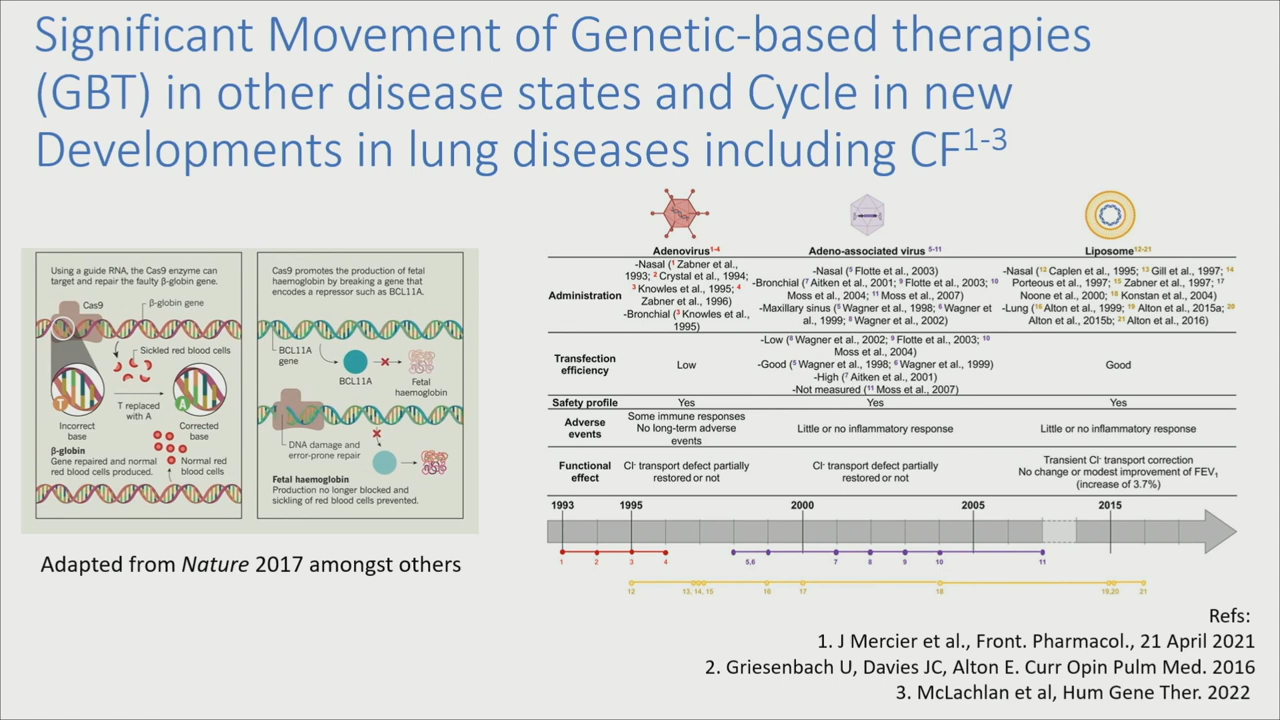 Significant Movement of Genetic-based therapies
(GBT) in other disease states and Cycle in new
Developments in lung diseases including CF1-3
Using a guide RNA, the Cas9 enzyme can
target and repair the faulty β-globin gene.
Cas9
β-globin gene
Sickled red blood cells
T
T replaced
with A
A
Incorrect
base
Corrected
base
β-globin
Gene repaired and normal
red blood cells produced.
Normal red
blood cells
Cas9 promotes the production of fetal
haemoglobin by breaking a gene that
encodes a repressor such as BCL11A.
BCL11A
gene
BCL11A
Fetal
haemoglobin
DNA damage and
error-prone repair
Fetal haemoglobin
Production no longer blocked and
sickling of red blood cells prevented.
Adapted from Nature 2017 amongst others
Adenovirus1-4
Adeno-associated virus 5-11
Liposome12-21
Administration
-Nasal (1 Zabner et al.,
1993; 2 Crystal et al., 1994;
3 Knowles et al., 1995; 4
Zabner et al., 1996)
-Bronchial (3 Knowles et al.,
1995)
-Nasal (5 Flotte et al., 2003)
-Bronchial (7 Aitken et al., 2001; 9 Flotte et al., 2003; 10
Moss et al., 2004; 11 Moss et al., 2007)
-Maxillary sinus (5 Wagner et al., 1998; 6 Wagner et
al., 1999; 8 Wagner et al., 2002)
-Nasal (12 Caplen et al., 1995; 13 Gill et al., 1997; 14
Porteous et al., 1997; 15 Zabner et al., 1997; 17
Noone et al., 2000; 18 Konstan et al., 2004)
-Lung (16 Alton et al., 1999; 19 Alton et al., 2015a; 20
Alton et al., 2015b; 21 Alton et al., 2016)
Transfection
efficiency
Low
-Low (8 Wagner et al., 2002; 9 Flotte et al., 2003; 10
Moss et al., 2004)
-Good (5 Wagner et al., 1998; 6 Wagner et al., 1999)
-High (7 Aitken et al., 2001)
-Not measured (11 Moss et al., 2007)
Good
Safety profile
Yes
Yes
Yes
Adverse
events
Some immune responses
No long-term adverse
events
Little or no inflammatory response
Little or no inflammatory response
Functional
effect
Cl- transport defect partially
restored or not
Cl- transport defect partially
restored or not
Transient Cl- transport correction
No change or modest improvement of FEV1
(increase of 3.7%)
1993 1995 2000 2005 2015
1 2 3 4 5,6 7 8 9 10 11
12 13, 14, 15 16 17 18 19,20 21
Refs:
1. J Mercier et al., Front. Pharmacol., 21 April 2021
2. Griesenbach U, Davies JC, Alton E. Curr Opin Pulm Med. 2016
3. McLachlan et al, Hum Gene Ther. 2022